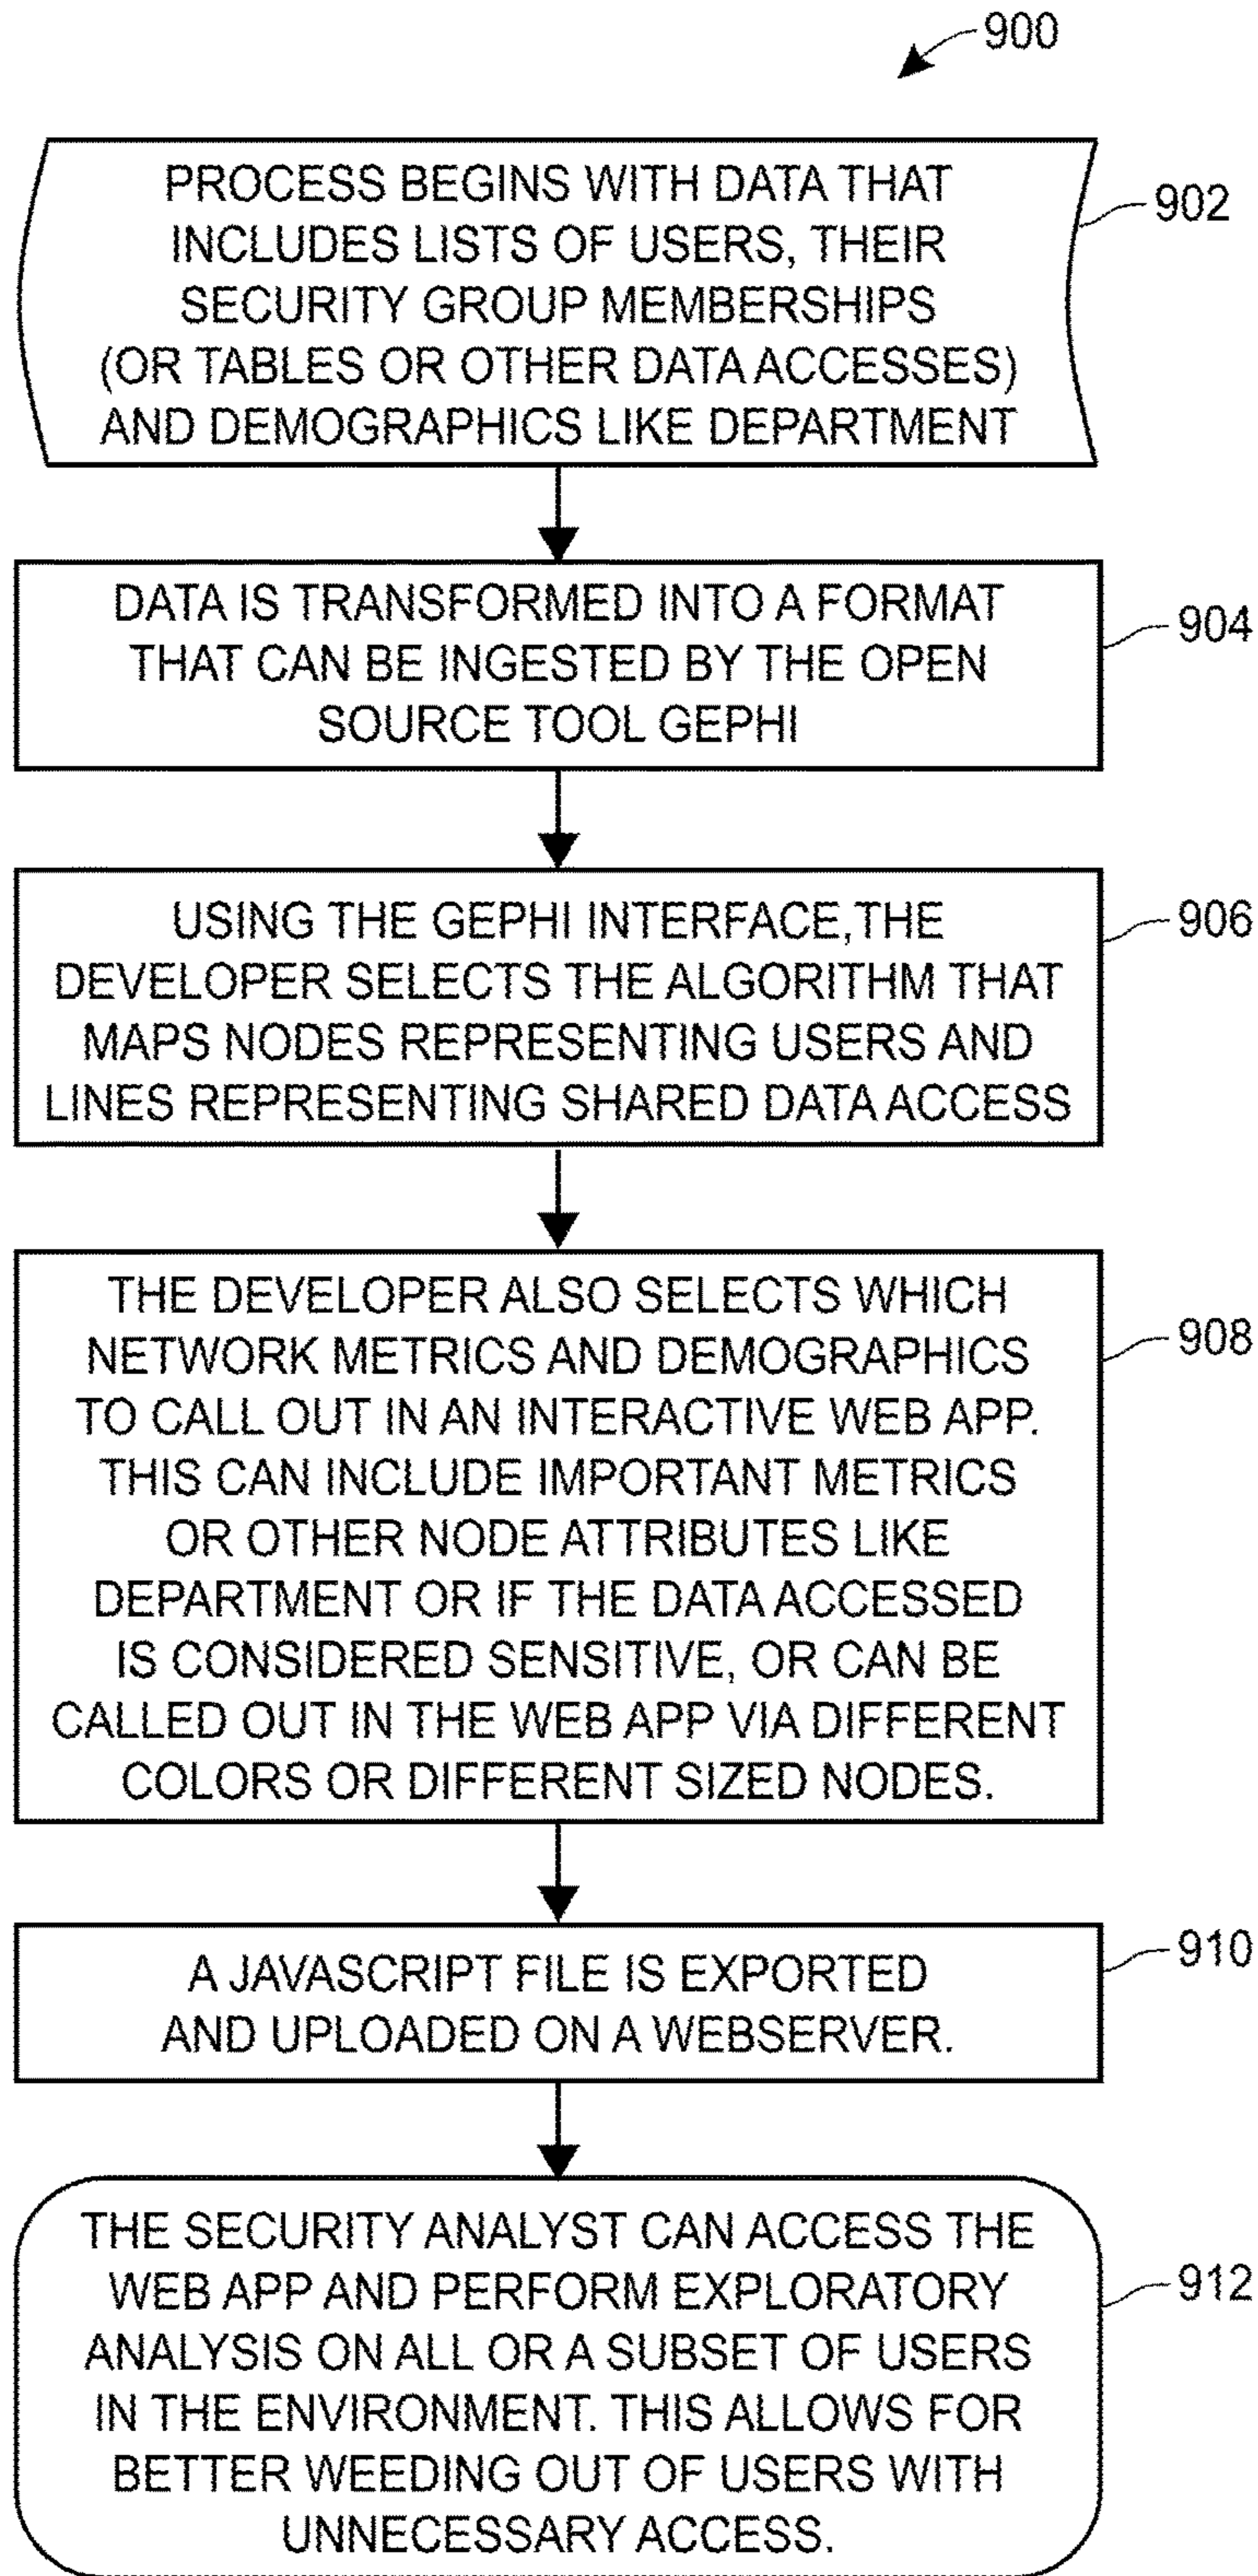 900
PROCESS BEGINS WITH DATA THAT
INCLUDES LISTS OF USERS, THEIR
SECURITY GROUP MEMBERSHIPS
(OR TABLES OR OTHER DATA ACCESSES)
AND DEMOGRAPHICS LIKE DEPARTMENT
902
DATA IS TRANSFORMED INTO A FORMAT
THAT CAN BE INGESTED BY THE OPEN
SOURCE TOOL GEPHI
904
USING THE GEPHI INTERFACE,THE
DEVELOPER SELECTS THE ALGORITHM THAT
MAPS NODES REPRESENTING USERS AND
LINES REPRESENTING SHARED DATA ACCESS
906
THE DEVELOPER ALSO SELECTS WHICH
NETWORK METRICS AND DEMOGRAPHICS
TO CALL OUT IN AN INTERACTIVE WEB APP.
THIS CAN INCLUDE IMPORTANT METRICS
OR OTHER NODE ATTRIBUTES LIKE
DEPARTMENT OR IF THE DATA ACCESSED
IS CONSIDERED SENSITIVE, OR CAN BE
CALLED OUT IN THE WEB APP VIA DIFFERENT
COLORS OR DIFFERENT SIZED NODES.
908
A JAVASCRIPT FILE IS EXPORTED
AND UPLOADED ON A WEBSERVER.
910
THE SECURITY ANALYST CAN ACCESS THE
WEB APP AND PERFORM EXPLORATORY
ANALYSIS ON ALL OR A SUBSET OF USERS
IN THE ENVIRONMENT. THIS ALLOWS FOR
BETTER WEEDING OUT OF USERS WITH
UNNECESSARY ACCESS.
912